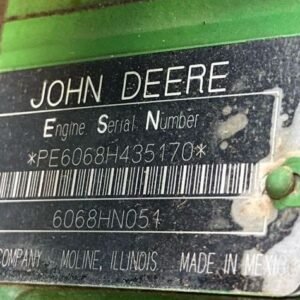 JOHN DEERE
Engine Serial Number
*PE6068H435170*
6068HN051
COMPANY - MOLINE, ILLINOIS MADE IN MEXICO